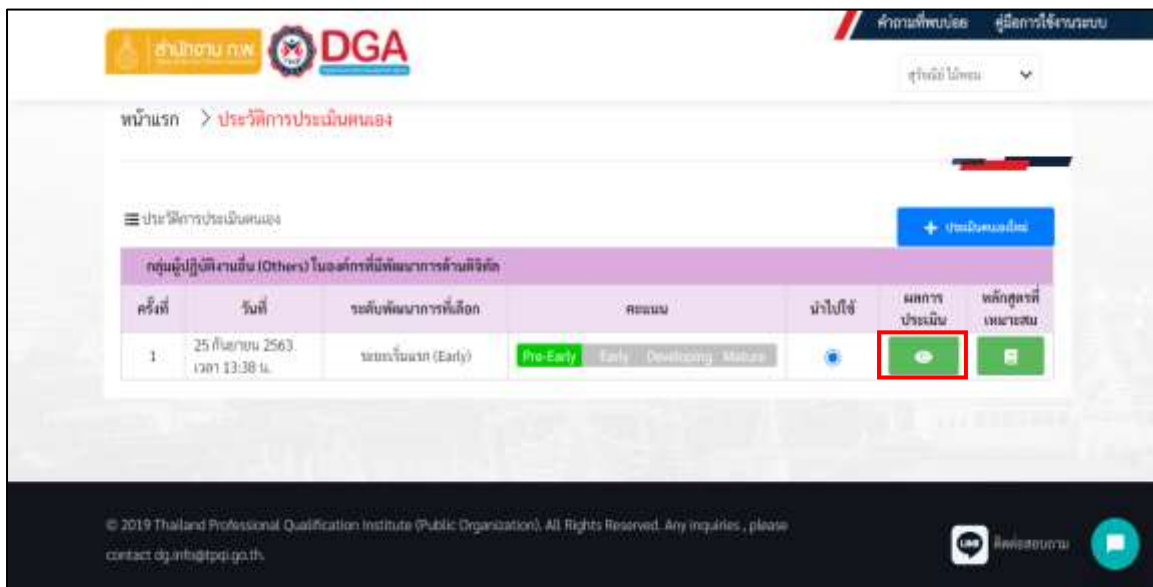 คำถามที่พบบ่อย คู่มือการใช้งานระบบ
สำนักงาน ก.พ. DGA
หน้าแรก > ประวัติการประเมินตนเอง
ประวัติการประเมินตนเอง
+ ประเมินตนเองใหม่
กลุ่มผู้ปฏิบัติงานอื่น (Others) ในองค์กรที่มีพัฒนาการด้านดิจิทัล
ครั้งที่ วันที่ ระดับพัฒนาการที่เลือก คะแนน นำไปใช้ ผลการประเมิน หลักสูตรที่เหมาะสม
1 25 กันยายน 2563 ระยะเริ่มแรก (Early) Pre-Early Early Developing Mature
เวลา 13:38 น.
© 2019 Thailand Professional Qualification Institute (Public Organization). All Rights Reserved. Any inquiries , please
contact dg.info@tpqi.go.th.
LINE ติดต่อสอบถาม